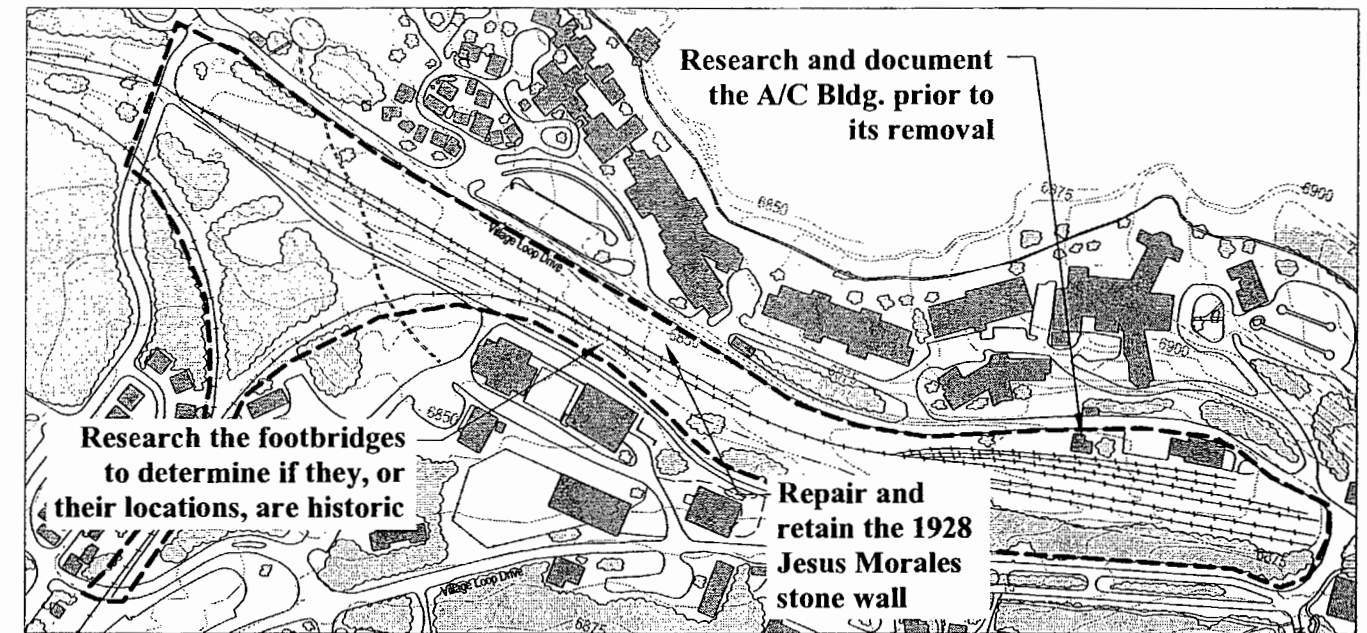 Research and document
the A/C Bldg. prior to
its removal
6850
6875
6900
Village Loop Drive
6900
6850
6875
Research the footbridges
to determine if they, or
their locations, are historic
Repair and
retain the 1928
Jesus Morales
stone wall
Village Loop Drive
6875